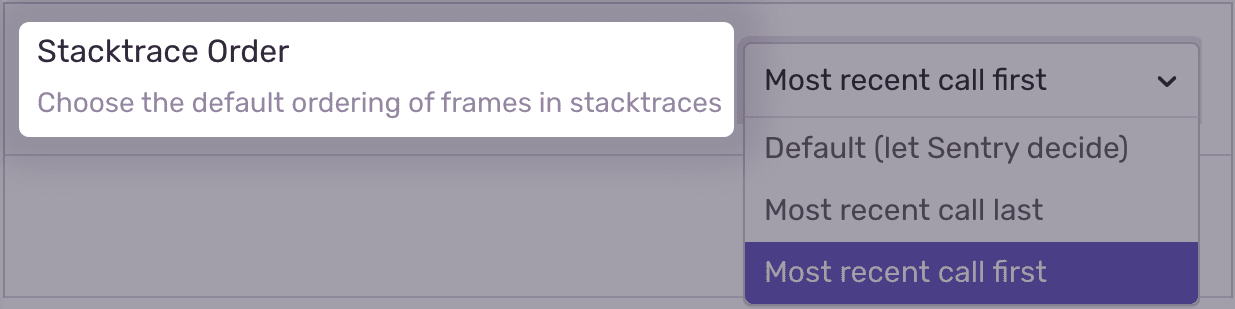 Stacktrace Order
Choose the default ordering of frames in stacktraces
Most recent call first
Default (let Sentry decide)
Most recent call last
Most recent call first